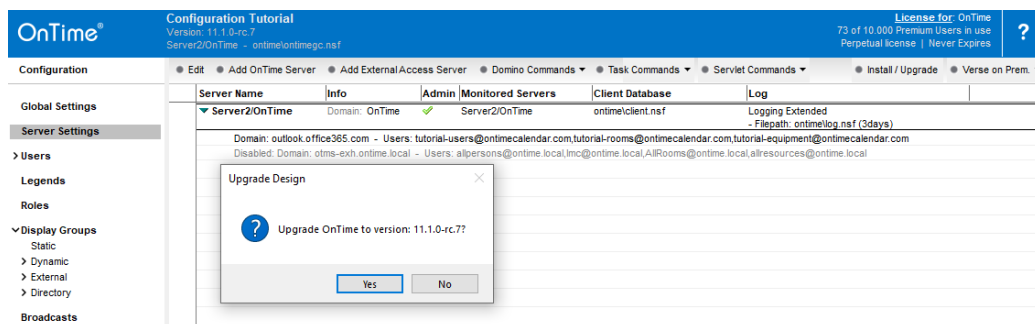 OnTime®
Configuration Tutorial
Version: 11.1.0-rc.7
Server2/OnTime - ontime\ontimegc.nsf
License for: OnTime
73 of 10.000 Premium Users in use
Perpetual license | Never Expires
?
Configuration
Edit Add OnTime Server Add External Access Server Domino Commands Task Commands Servlet Commands Install / Upgrade Verse on Prem.
Server Name Info Admin Monitored Servers Client Database Log
Server2/OnTime Domain: OnTime Server2/OnTime ontime\client.nsf Logging Extended
- Filepath: ontime\log.nsf (3days)
Domain: outlook.office365.com - Users: tutorial-users@ontimecalendar.com,tutorial-rooms@ontimecalendar.com,tutorial-equipment@ontimecalendar.com
Disabled: Domain: otms-exh.ontime.local - Users: allpersons@ontime.local,lmc@ontime.local,AllRooms@ontime.local,allresources@ontime.local
Global Settings
Server Settings
Users
Legends
Roles
Display Groups
Static
Dynamic
External
Directory
Broadcasts
Upgrade Design
?
Upgrade OnTime to version: 11.1.0-rc.7?
Yes No